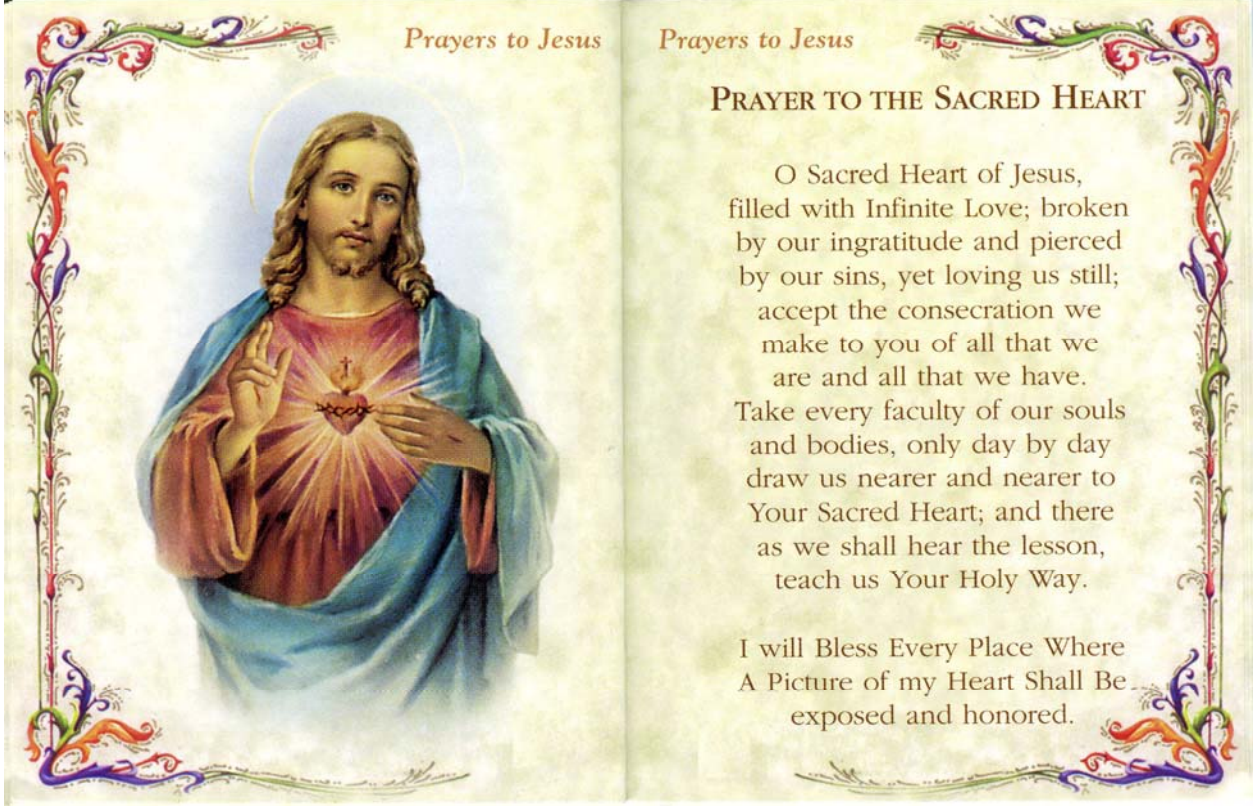 Prayers to Jesus
Prayers to Jesus
PRAYER TO THE SACRED HEART
O Sacred Heart of Jesus,
filled with Infinite Love; broken
by our ingratitude and pierced
by our sins, yet loving us still;
accept the consecration we
make to you of all that we
are and all that we have.
Take every faculty of our souls
and bodies, only day by day
draw us nearer and nearer to
Your Sacred Heart; and there
as we shall hear the lesson,
teach us Your Holy Way.
I will Bless Every Place Where
A Picture of my Heart Shall Be
exposed and honored.